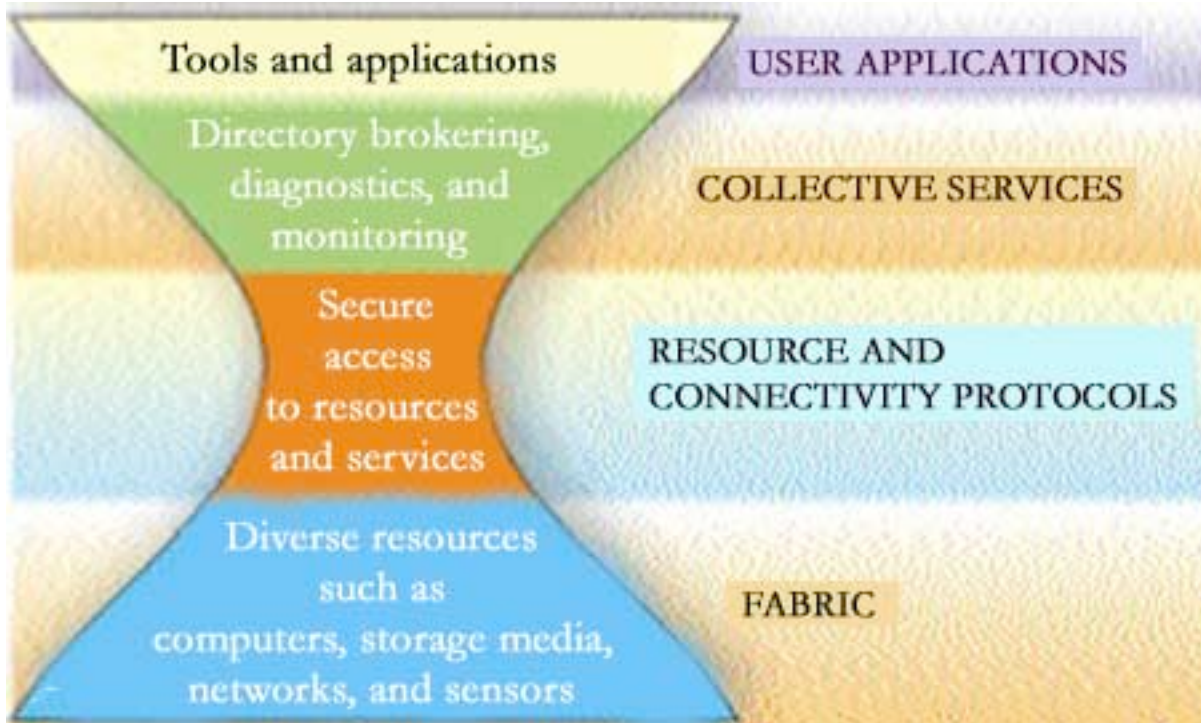 Tools and applications
USER APPLICATIONS
Directory brokering,
diagnostics, and
monitoring
COLLECTIVE SERVICES
Secure
access
to resources
and services
RESOURCE AND
CONNECTIVITY PROTOCOLS
Diverse resources
such as
computers, storage media,
networks, and sensors
FABRIC